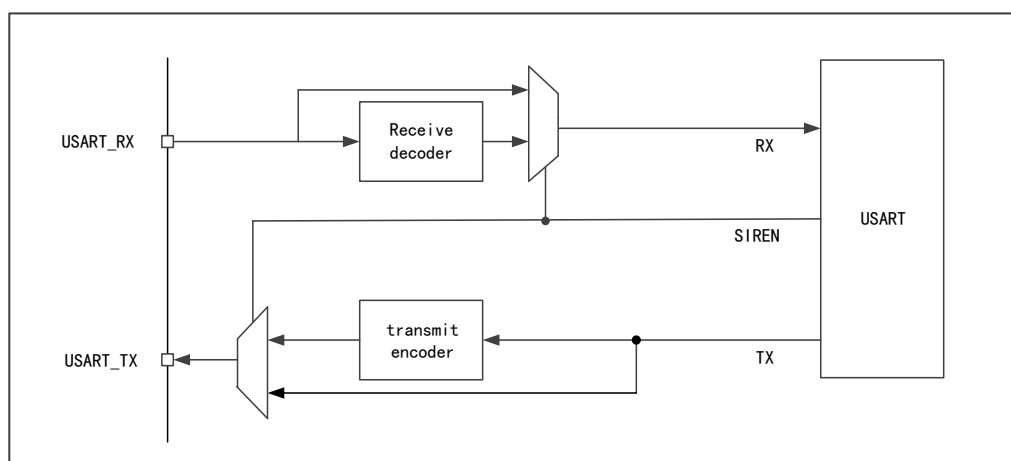 USART_RX
Receive
decoder
RX
USART
SIREN
USART_TX
transmit
encoder
TX